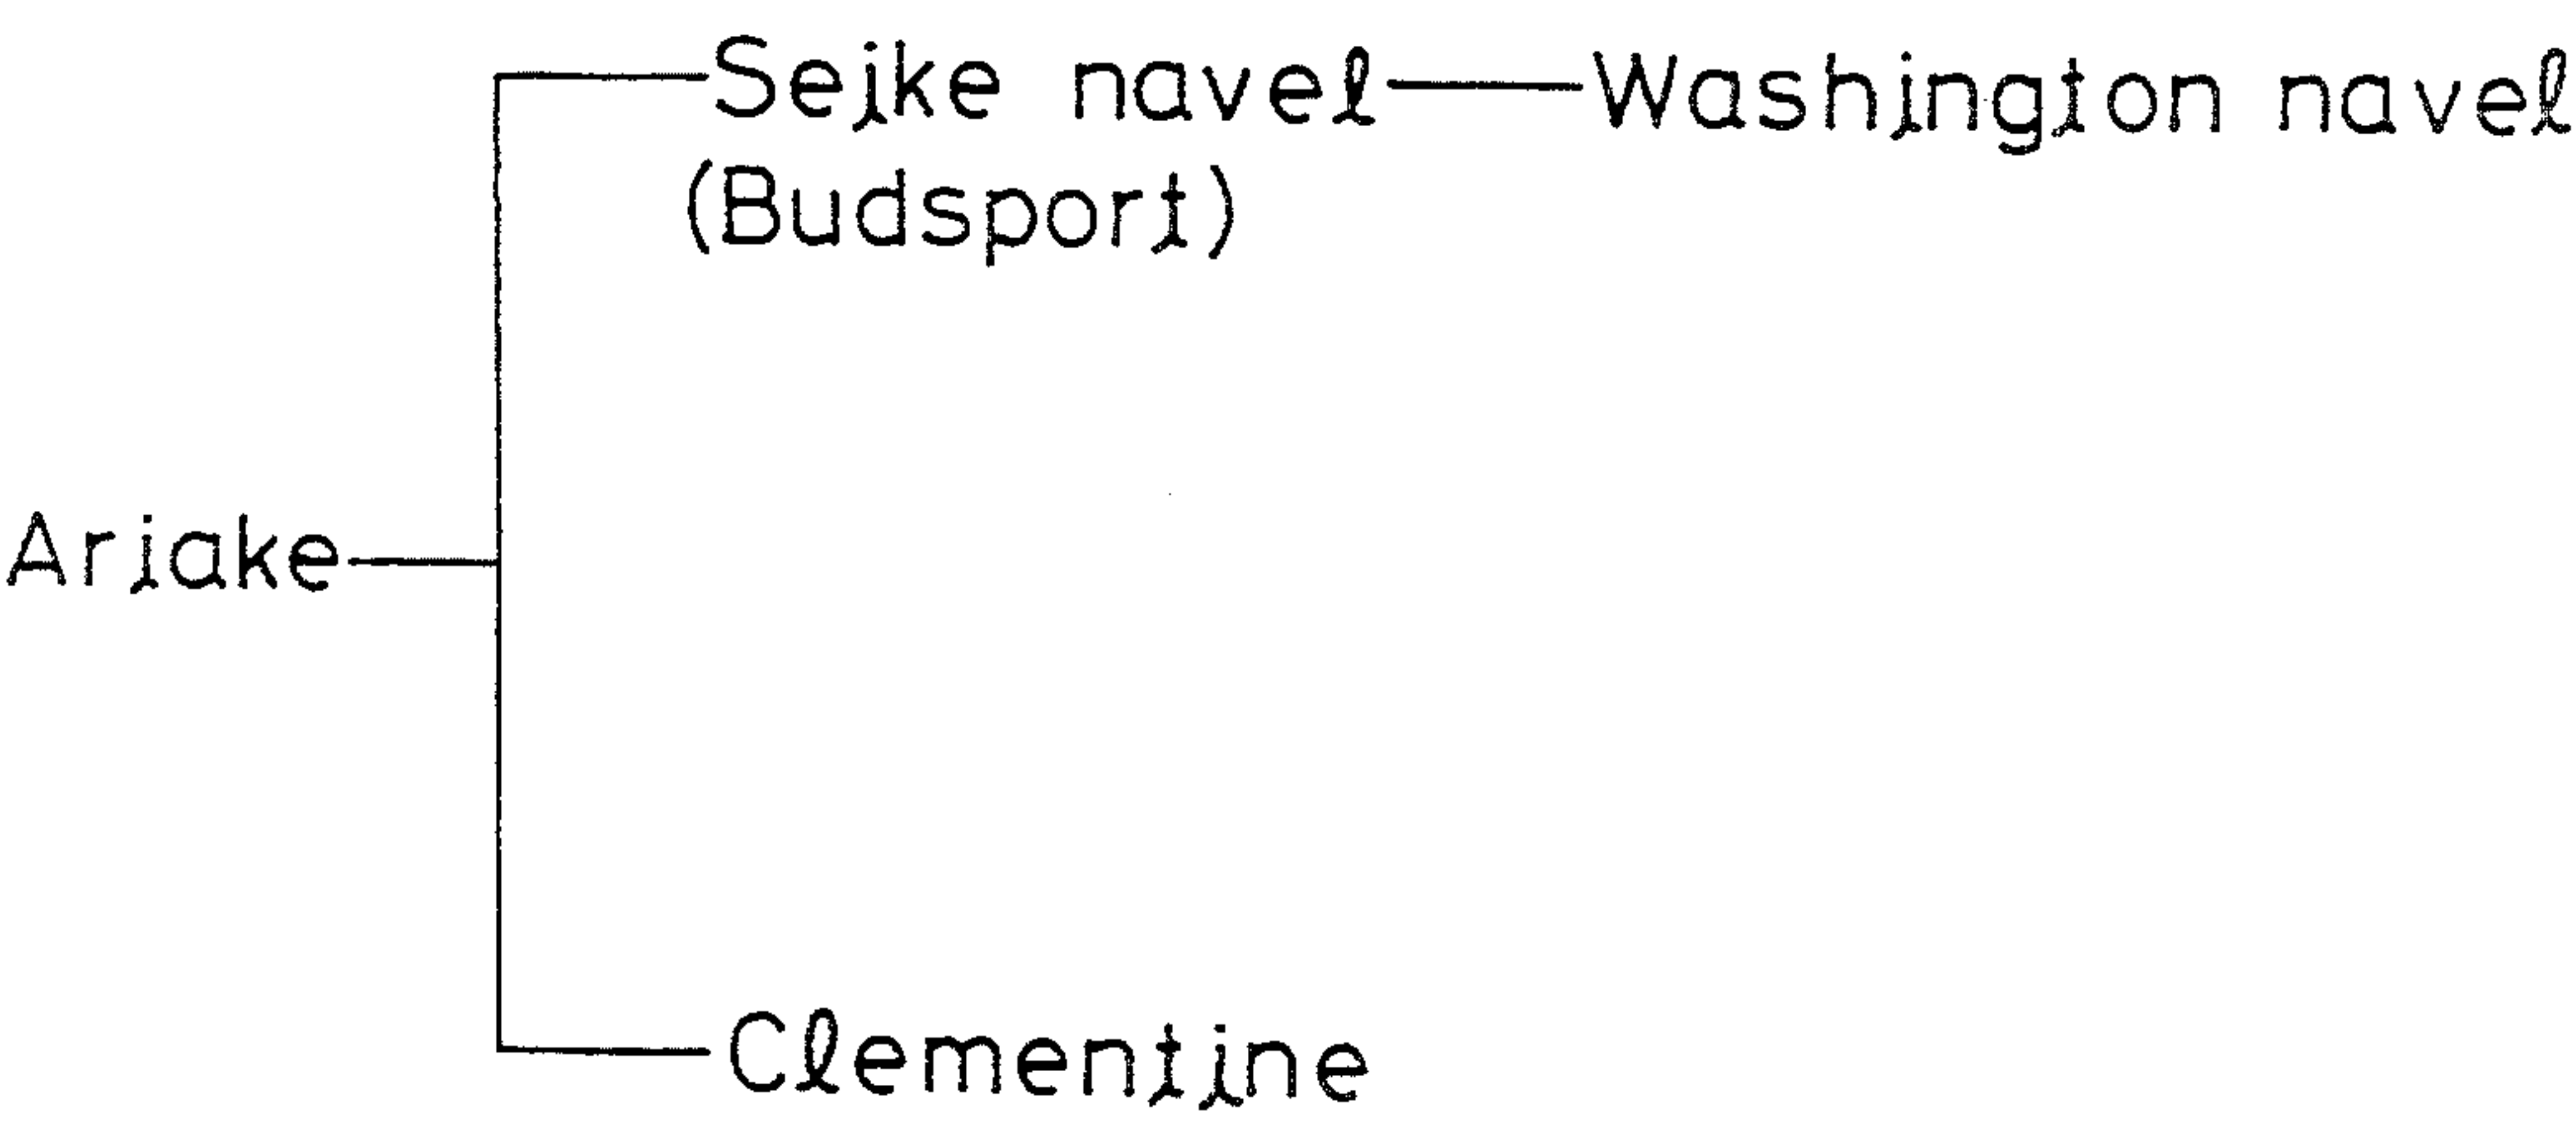 Seike navel
Washington navel
(Budsport)
Ariake
Clementine